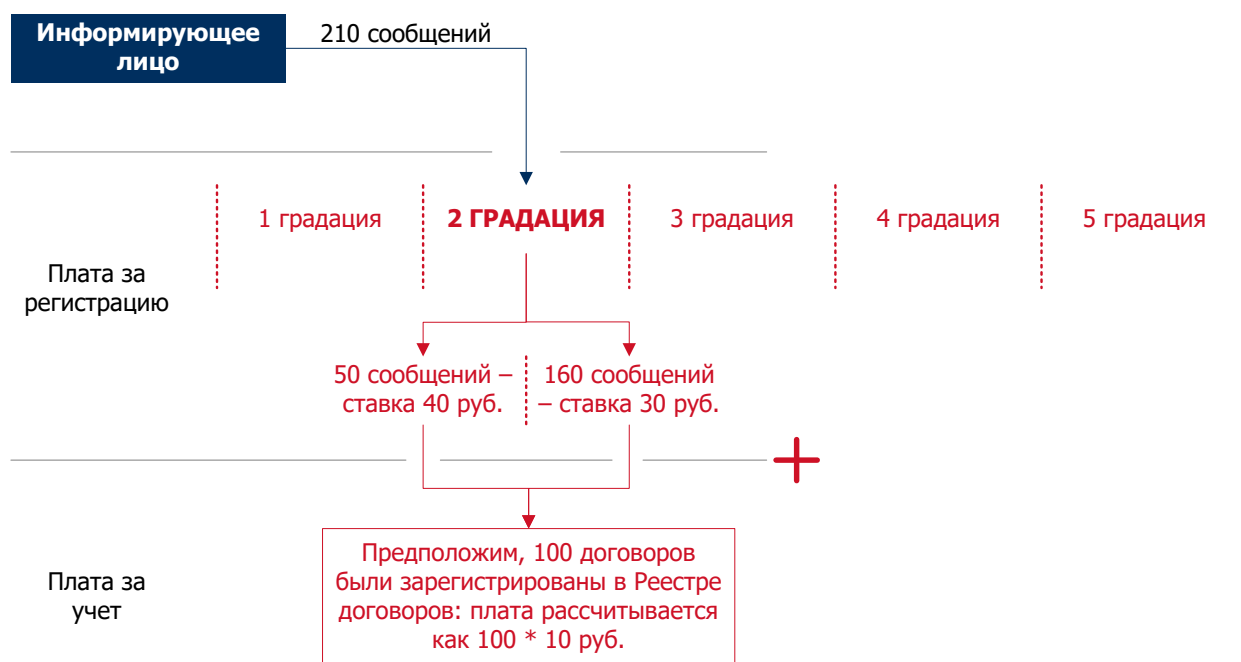 Информирующее
лицо
210 сообщений
1 градация
2 ГРАДАЦИЯ
3 градация
4 градация
5 градация
Плата за
регистрацию
50 сообщений –
ставка 40 руб.
160 сообщений
– ставка 30 руб.
Плата за
учет
Предположим, 100 договоров
были зарегистрированы в Реестре
договоров: плата рассчитывается
как 100 * 10 руб.